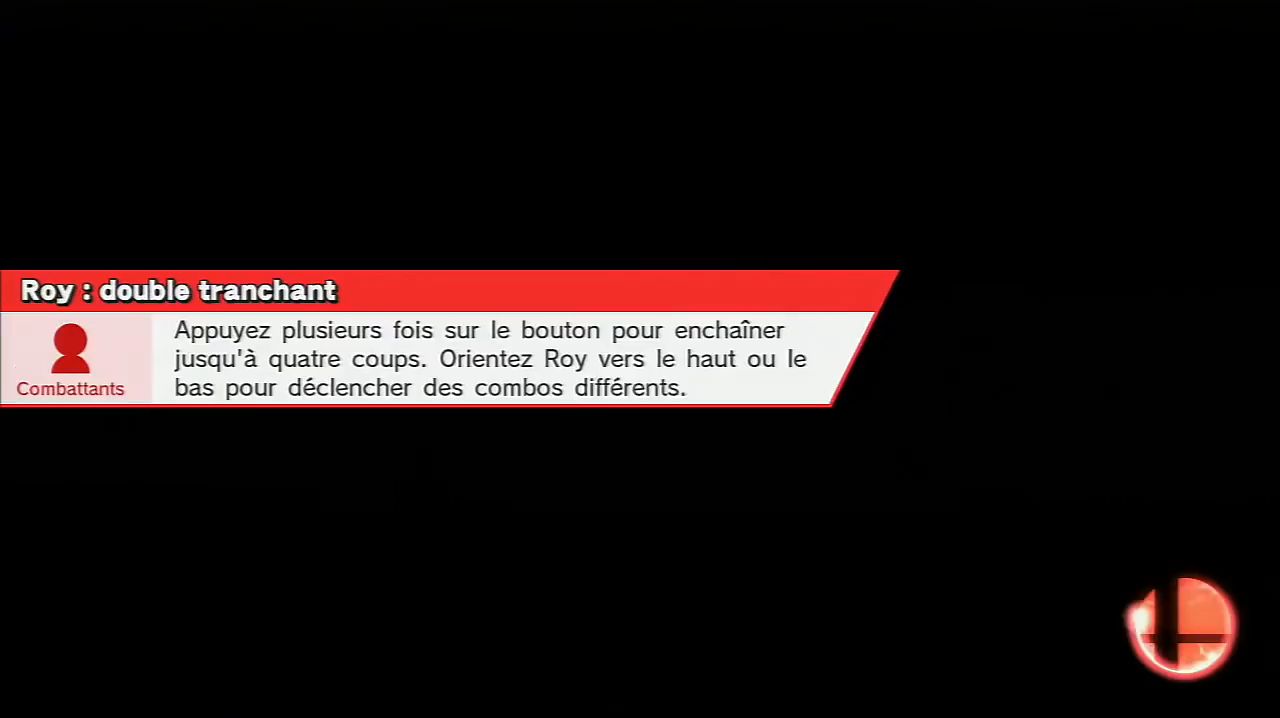 Roy : double tranchant
Combattants
Appuyez plusieurs fois sur le bouton pour enchaîner
jusqu'à quatre coups. Orientez Roy vers le haut ou le
bas pour déclencher des combos différents.